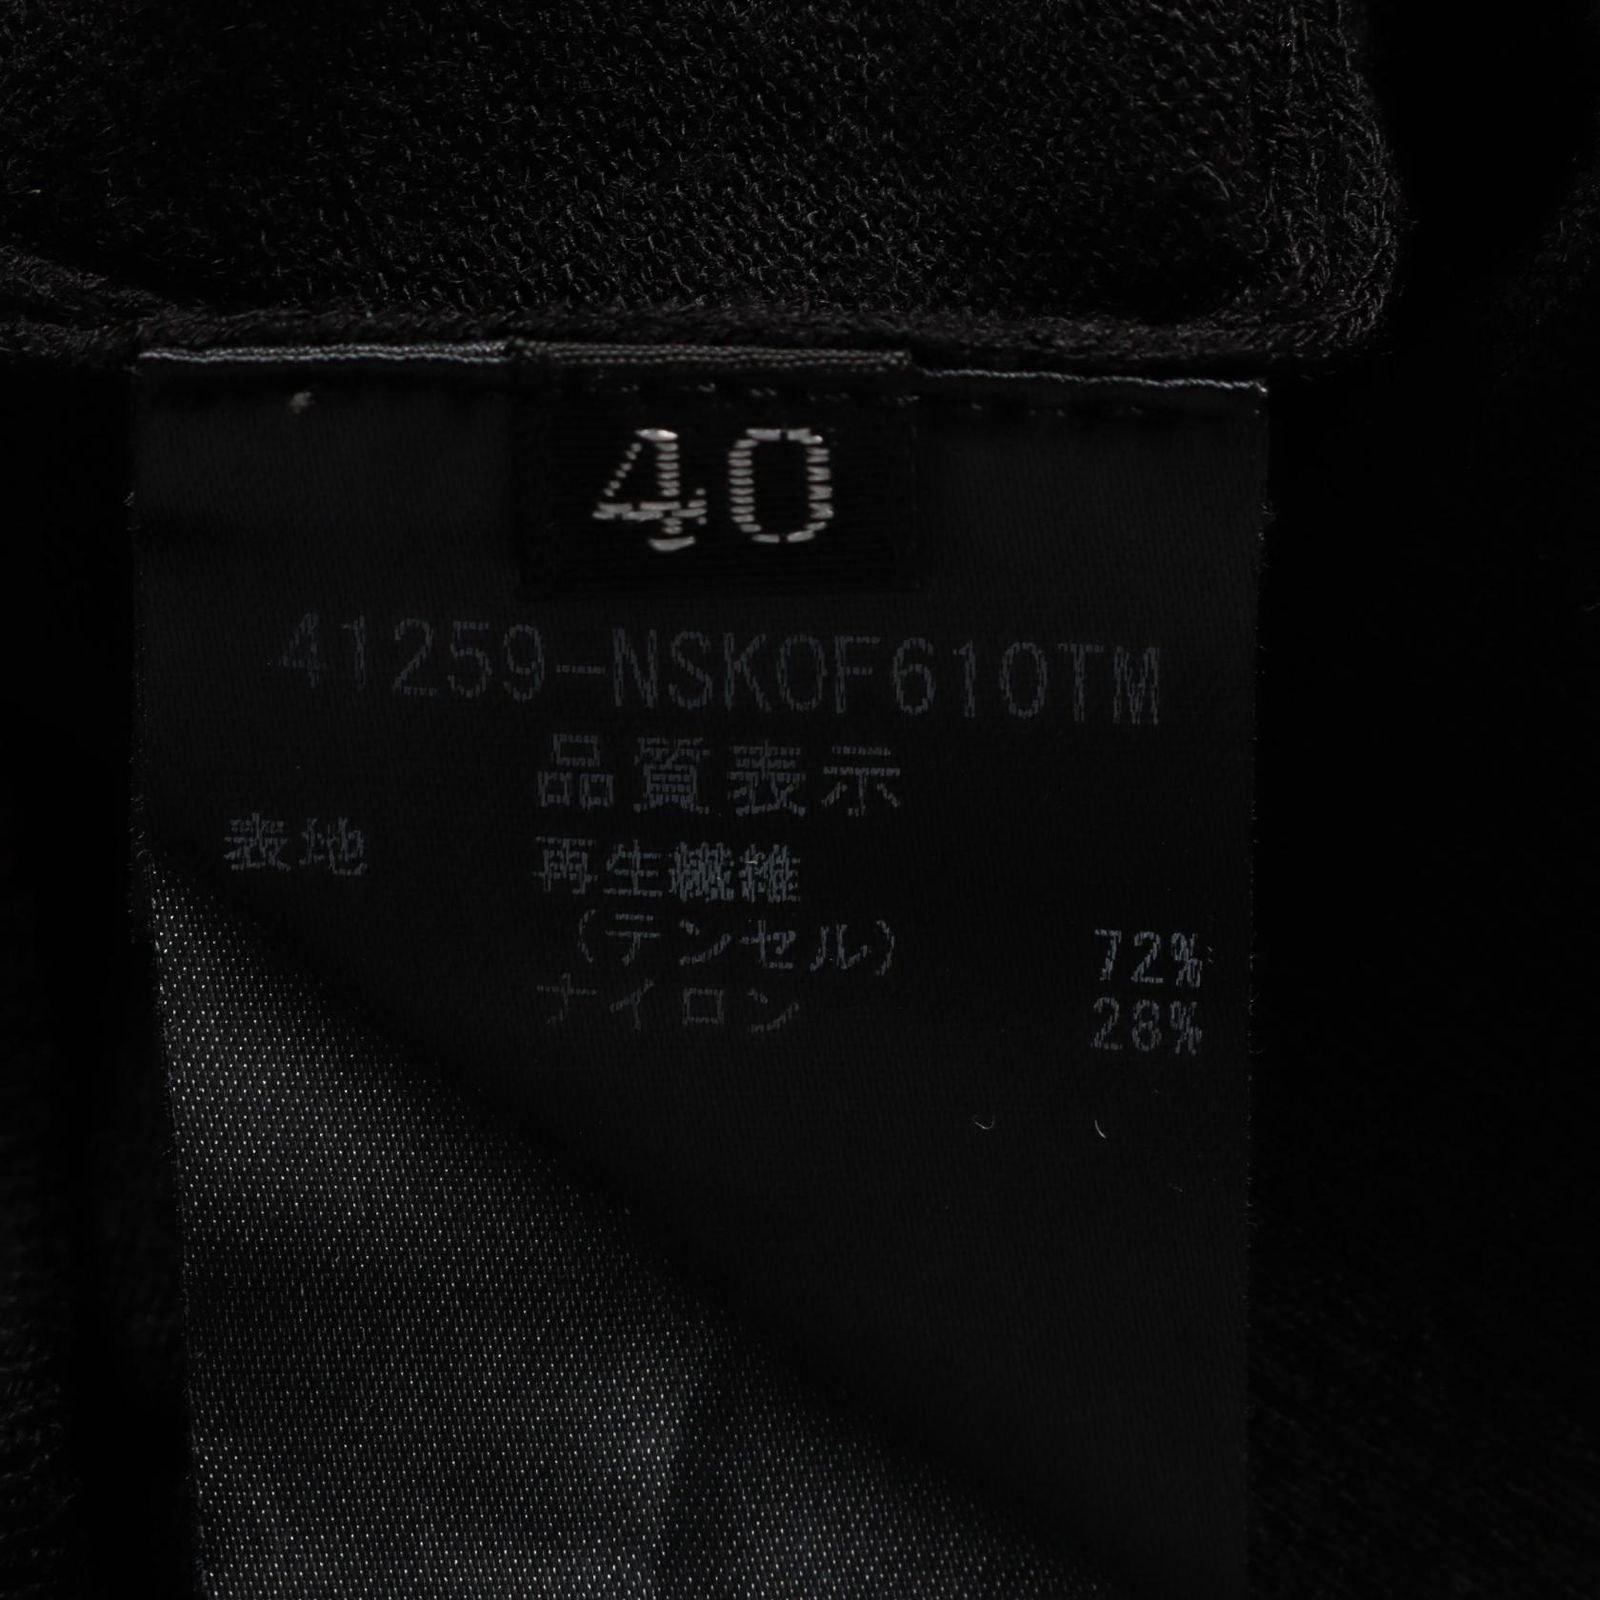 40
41259-NSKOF610TM
品質表示
表地 再生繊維
(テンセル) 72%
ナイロン 28%